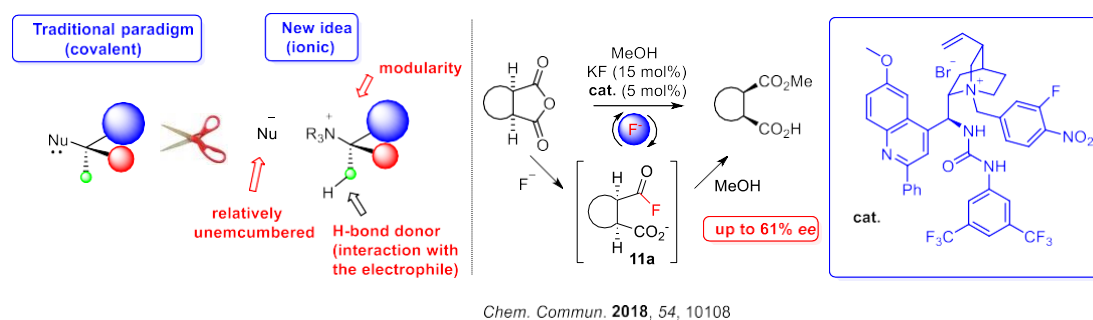 Traditional paradigm
(covalent)
New idea
(ionic)
modularity
Nu
Nu
–
R3N
+
H
relatively
unemcumbered
H-bond donor
(interaction with
the electrophile)
H
H
O
O
O
MeOH
KF (15 mol%)
cat. (5 mol%)
F–
CO2Me
CO2H
F–
H
O
F
H
CO2-
11a
MeOH
up to 61% ee
O
Br–
N+
F
NO2
N
NH
O
NH
Ph
cat.
F3C
CF3
Chem. Commun. 2018, 54, 10108